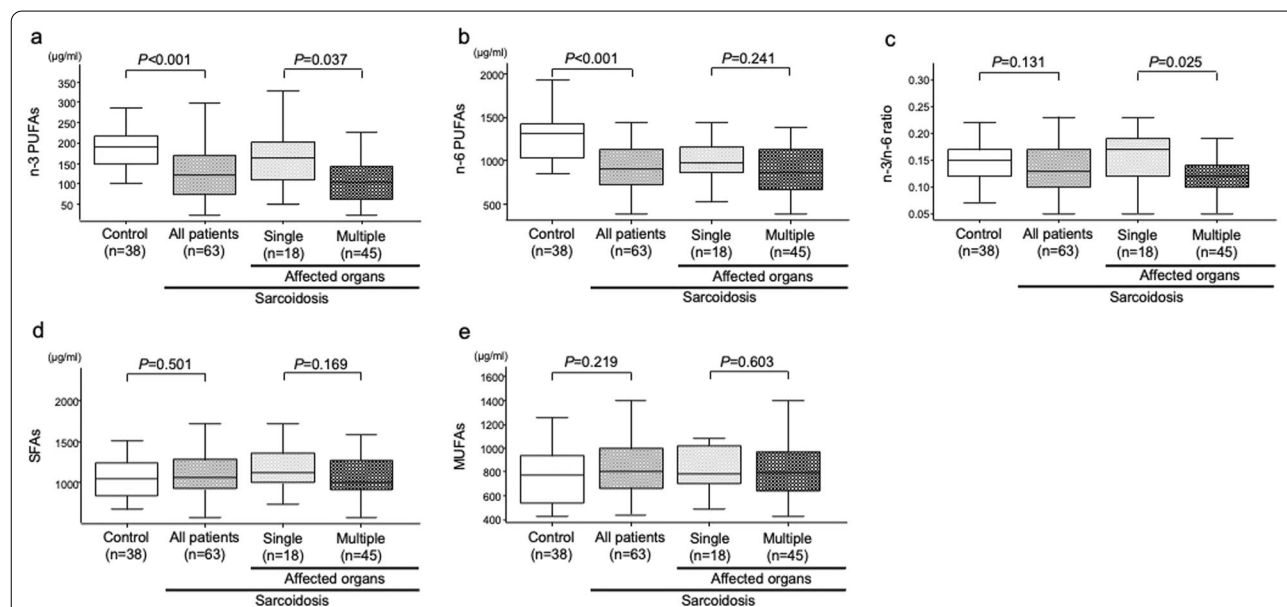 a
(µg/ml)
n-3 PUFAs
350
300
250
200
150
100
50
P<0.001
P=0.037
Control
(n=38)
All patients
(n=63)
Single
(n=18)
Multiple
(n=45)
Affected organs
Sarcoidosis
b
(µg/ml)
n-6 PUFAs
2000
1500
1000
500
P<0.001
P=0.241
Control
(n=38)
All patients
(n=63)
Single
(n=18)
Multiple
(n=45)
Affected organs
Sarcoidosis
c
n-3/n-6 ratio
0.30
0.25
0.20
0.15
0.10
0.05
P=0.131
P=0.025
Control
(n=38)
All patients
(n=63)
Single
(n=18)
Multiple
(n=45)
Affected organs
Sarcoidosis
d
(µg/ml)
SFAs
2000
1500
1000
P=0.501
P=0.169
Control
(n=38)
All patients
(n=63)
Single
(n=18)
Multiple
(n=45)
Affected organs
Sarcoidosis
e
(µg/ml)
MUFAs
1600
1400
1200
1000
800
600
400
P=0.219
P=0.603
Control
(n=38)
All patients
(n=63)
Single
(n=18)
Multiple
(n=45)
Affected organs
Sarcoidosis